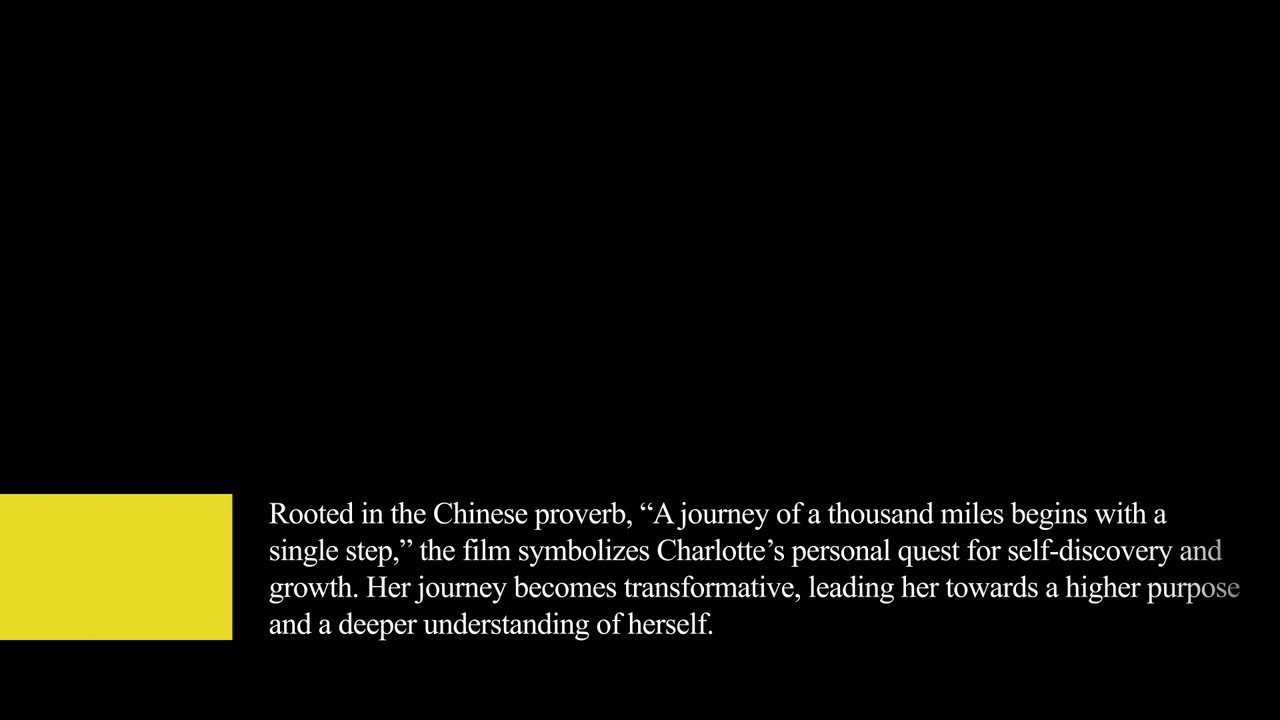 Rooted in the Chinese proverb, “A journey of a thousand miles begins with a
single step,” the film symbolizes Charlotte’s personal quest for self-discovery and
growth. Her journey becomes transformative, leading her towards a higher purpose
and a deeper understanding of herself.